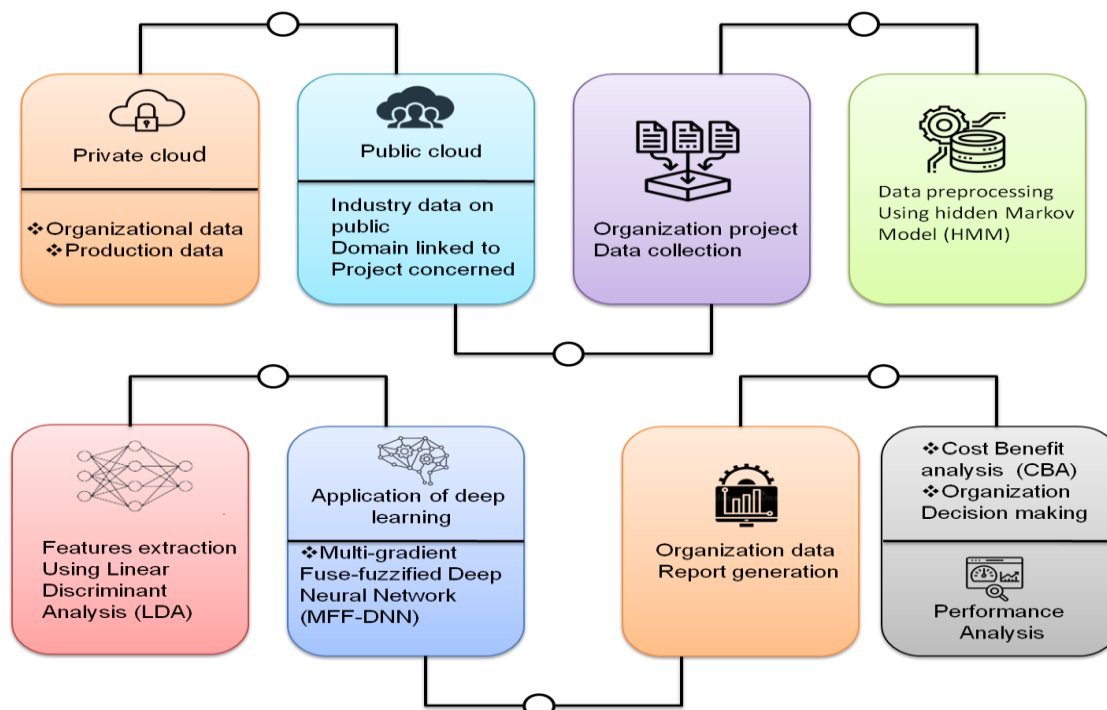 Private cloud
❖Organizational data
❖Production data
Public cloud
Industry data on
public
Domain linked to
Project concerned
Organization project
Data collection
Data preprocessing
Using hidden Markov
Model (HMM)
Features extraction
Using Linear
Discriminant
Analysis (LDA)
Application of deep
learning
❖Multi-gradient
Fuse-fuzzified Deep
Neural Network
(MFF-DNN)
Organization data
Report generation
❖Cost Benefit
analysis (CBA)
❖Organization
Decision making
Performance
Analysis